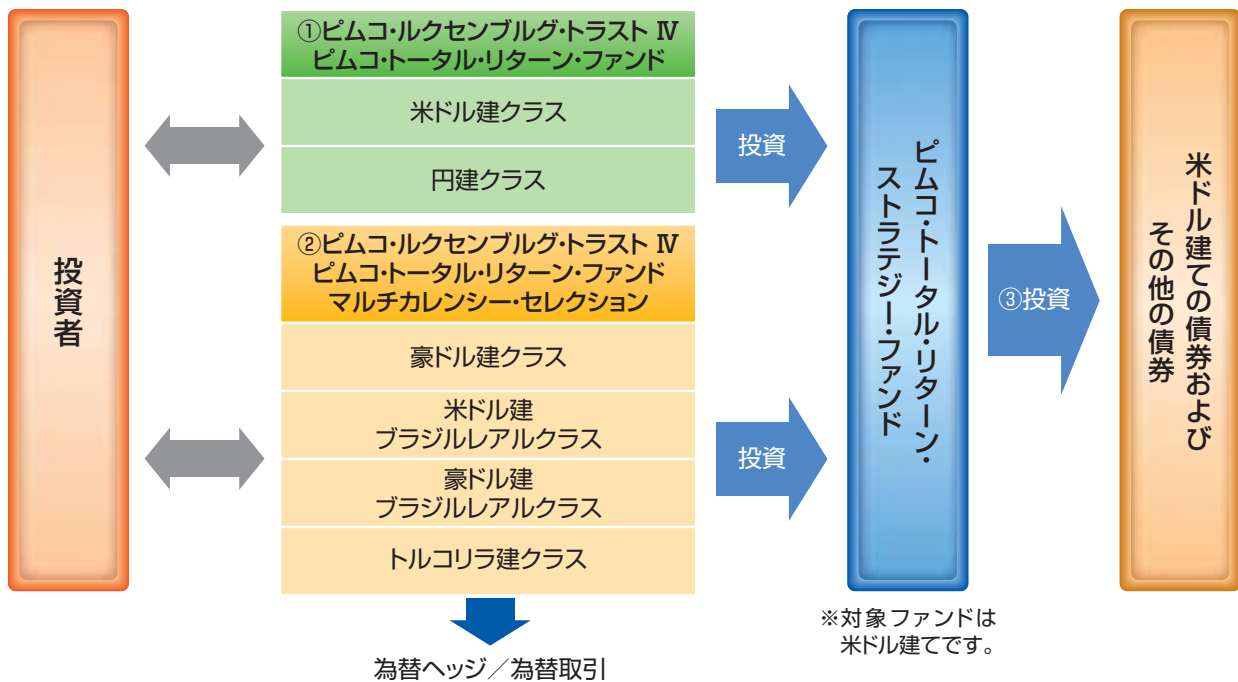 投資者
①ピムコ・ルクセンブルグ・トラスト Ⅳ
ピムコ・トータル・リターン・ファンド
米ドル建クラス
円建クラス
②ピムコ・ルクセンブルグ・トラスト Ⅳ
ピムコ・トータル・リターン・ファンド
マルチカレンシー・セレクション
豪ドル建クラス
米ドル建
ブラジルレアルクラス
豪ドル建
ブラジルレアルクラス
トルコリラ建クラス
為替ヘッジ／為替取引
投資
投資
ピムコ・トータル・リターン・
ストラテジー・ファンド
※対象ファンドは
米ドル建てです。
③投資
米ドル建ての債券および
その他の債券